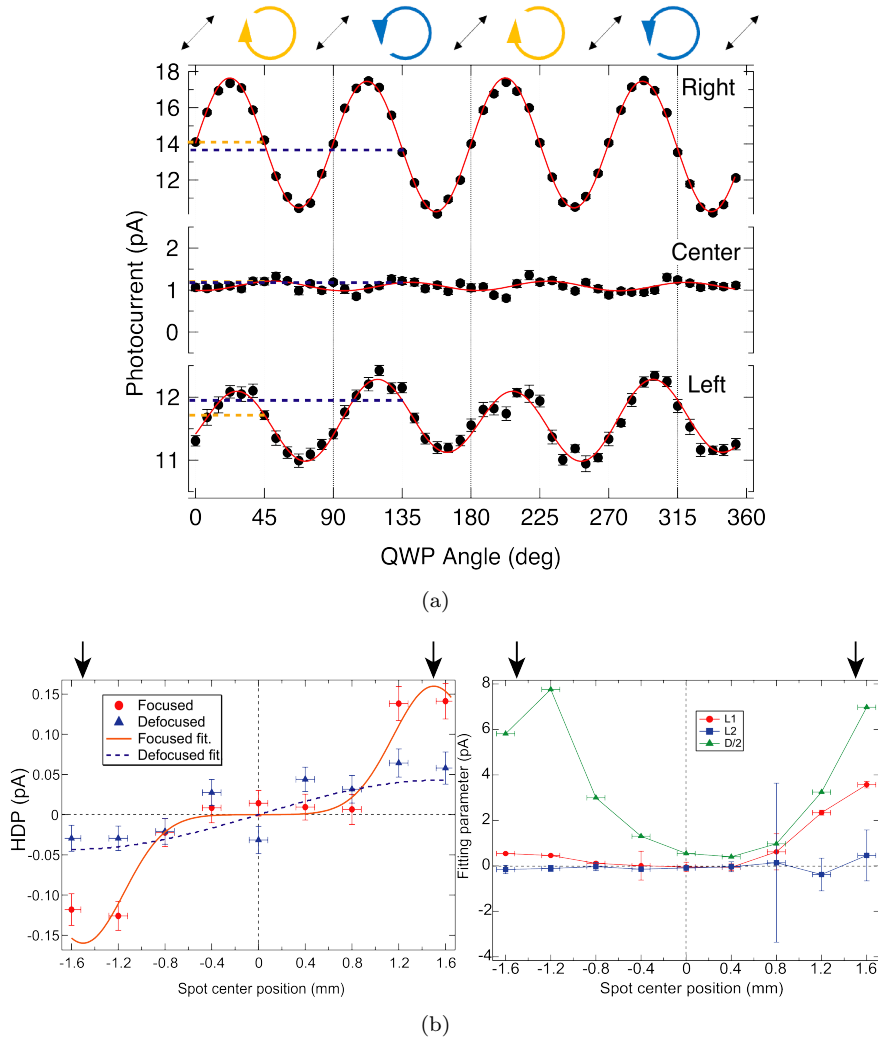 18
16
14
12
10
Right
2
1
0
Center
12
11
Left
Photocurrent (pA)
0 45 90 135 180 225 270 315 360
QWP Angle (deg)
(a)
0.15
0.10
0.05
0.00
-0.05
-0.10
-0.15
HDP (pA)
Focused
Defocused
Focused fit.
Defocused fit
-1.6 -1.2 -0.8 -0.4 0 0.4 0.8 1.2 1.6
Spot center position (mm)
8
6
4
2
0
-2
-4
Fitting parameter (pA)
L1
L2
D/2
-1.6 -1.2 -0.8 -0.4 0 0.4 0.8 1.2 1.6
Spot center position (mm)
(b)